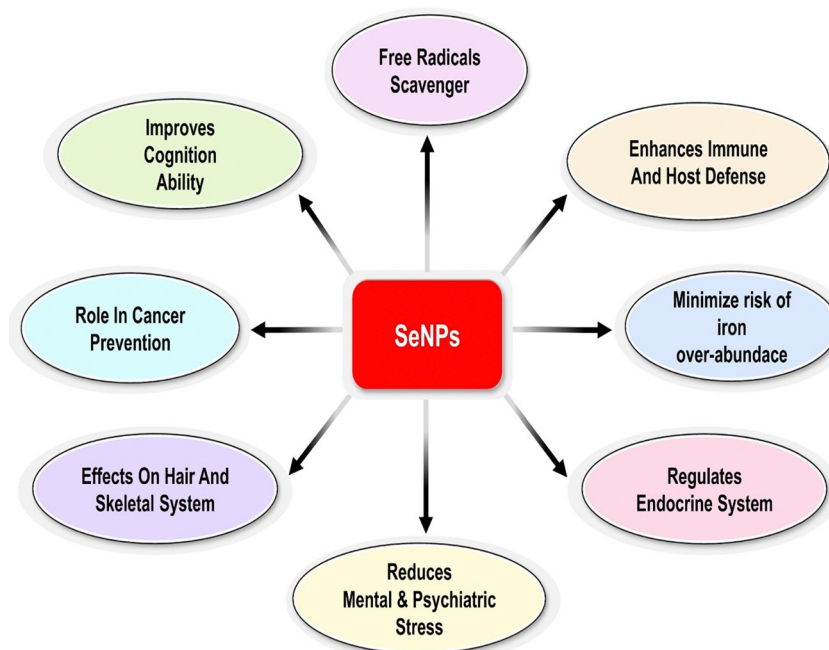 Free Radicals
Scavenger
Improves
Cognition
Ability
Enhances Immune
And Host Defense
Role In Cancer
Prevention
SeNPs
Minimize risk of
iron
over-abundace
Effects On Hair And
Skeletal System
Regulates
Endocrine System
Reduces
Mental & Psychiatric
Stress